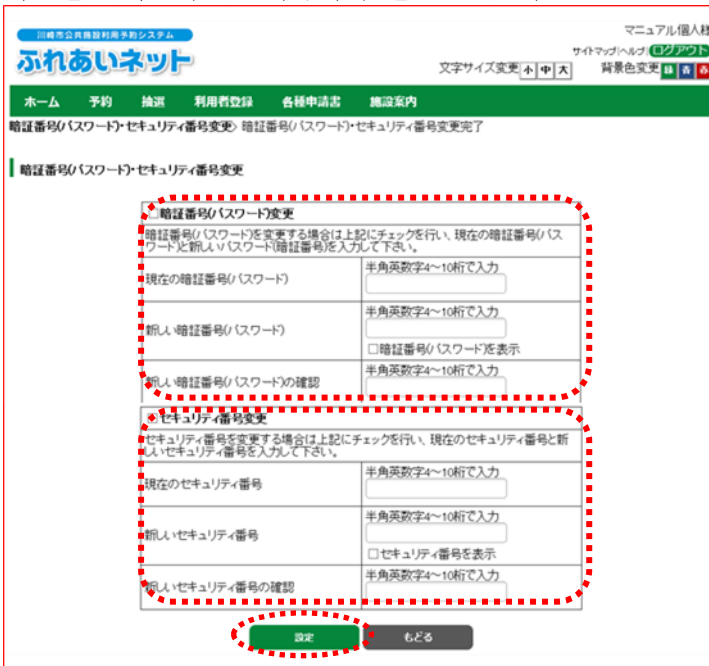 川崎市公共施設利用予約システム
ふれあいネット
マニュアル個人様
サイトマップ|ヘルプ|ログアウト
文字サイズ変更 小 中 大 背景色変更 緑 青 赤
ホーム 予約 抽選 利用者登録 各種申請書 施設案内
暗証番号(パスワード)・セキュリティ番号変更> 暗証番号(パスワード)・セキュリティ番号変更完了
暗証番号(パスワード)・セキュリティ番号変更
暗証番号(パスワード)変更
暗証番号(パスワード)を変更する場合は上記にチェックを行い、現在の暗証番号(パス
ワード)と新しいパスワード(暗証番号)を入力して下さい。
半角英数字4～10桁で入力
現在の暗証番号(パスワード)
半角英数字4～10桁で入力
新しい暗証番号(パスワード)
暗証番号(パスワード)を表示
半角英数字4～10桁で入力
新しい暗証番号(パスワード)の確認
セキュリティ番号変更
セキュリティ番号を変更する場合は上記にチェックを行い、現在のセキュリティ番号と新
しいセキュリティ番号を入力して下さい。
半角英数字4～10桁で入力
現在のセキュリティ番号
半角英数字4～10桁で入力
新しいセキュリティ番号
セキュリティ番号を表示
半角英数字4～10桁で入力
新しいセキュリティ番号の確認
設定 もどる